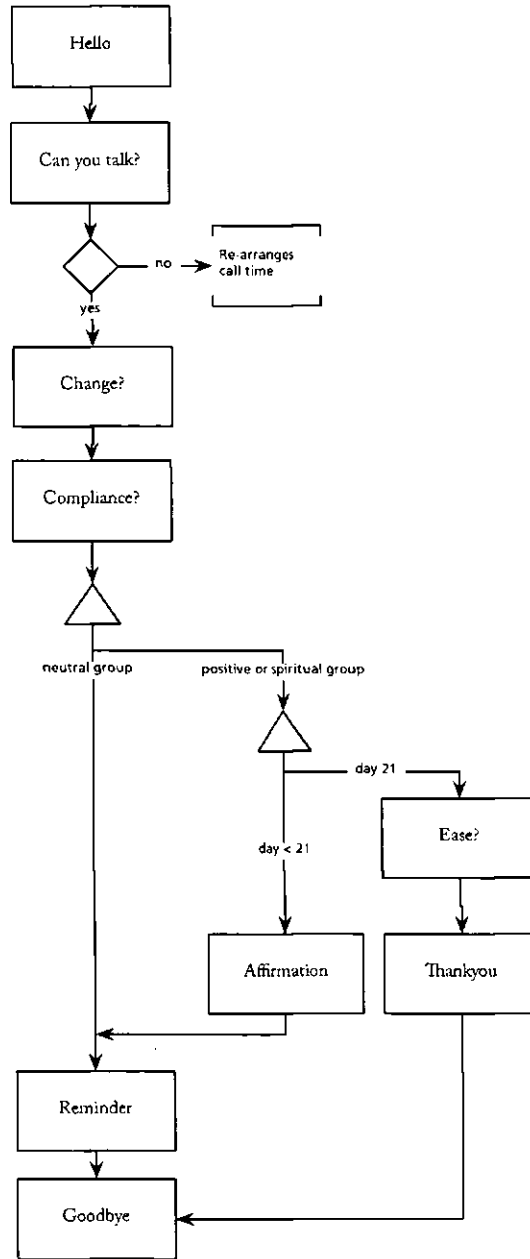 Hello
Can you talk?
no
Re-arranges
call time
yes
Change?
Compliance?
neutral group
positive or spiritual group
day 21
Ease?
day < 21
Affirmation
Thankyou
Reminder
Goodbye